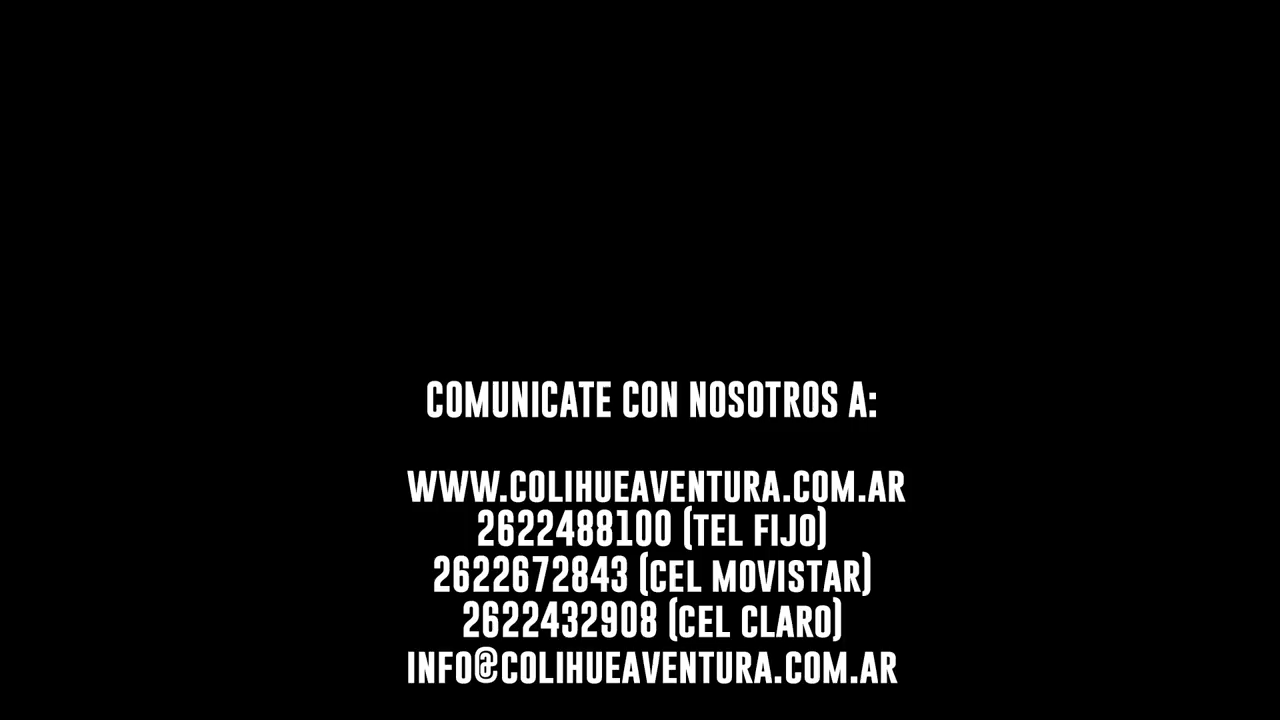 COMUNICATE CON NOSOTROS A:
WWW.COLIHUEAVENTURA.COM.AR
2622488100 (TEL FIJO)
2622672843 (CEL MOVISTAR)
2622432908 (CEL CLARO)
INFO@COLIHUEAVENTURA.COM.AR